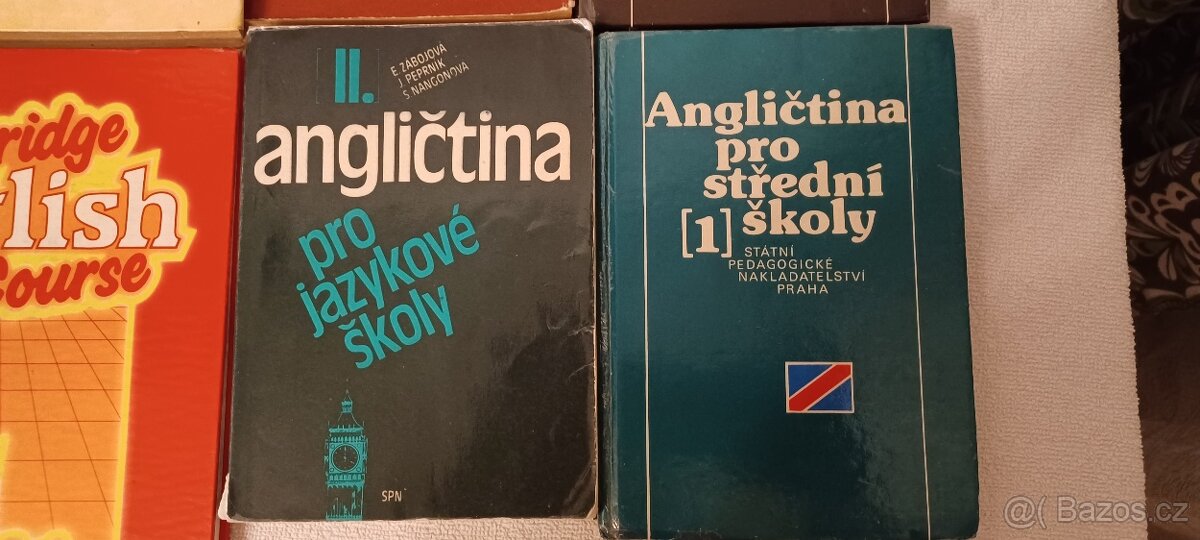 ridge
lish
Course
[II.]
E. ZÁBOJOVÁ
J. PEPRNÍK
S. NANGONOVÁ
angličtina
pro
jazykové
školy
SPN
Angličtina
pro
střední
[1] školy
STÁTNÍ
PEDAGOGICKÉ
NAKLADATELSTVÍ
PRAHA
@( ) Bazos.cz